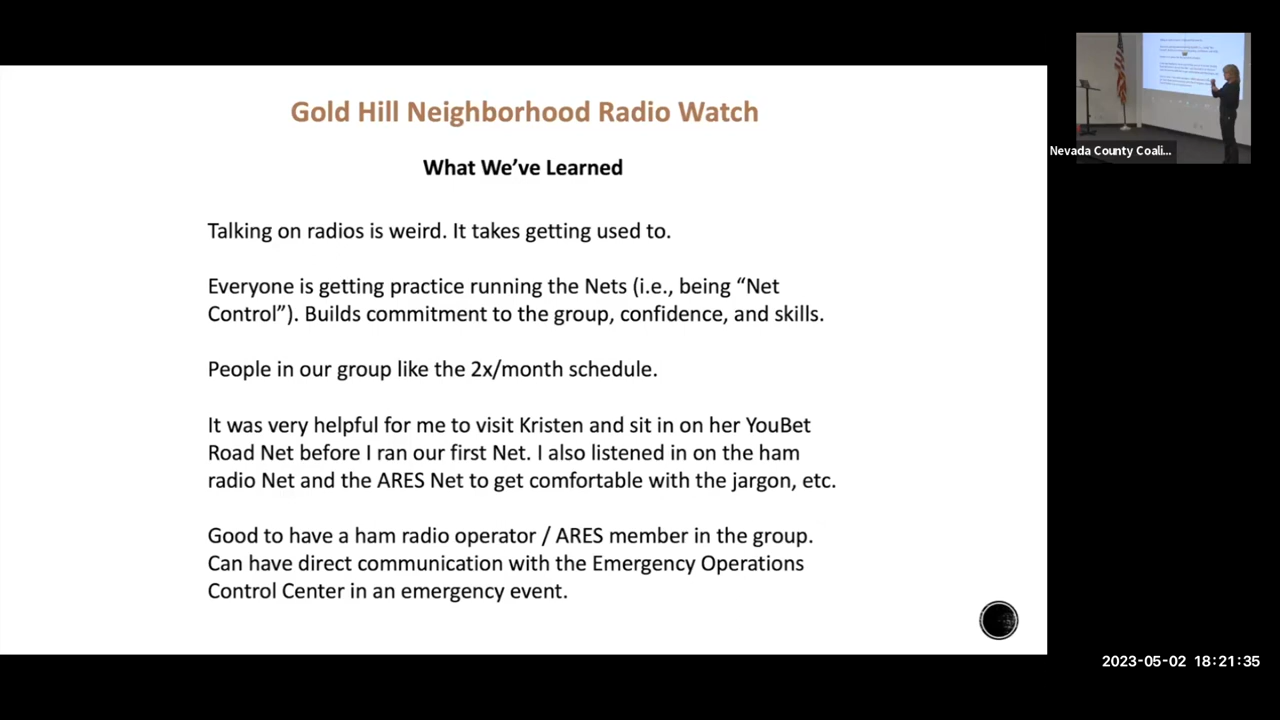 Gold Hill Neighborhood Radio Watch
What We've Learned
Talking on radios is weird. It takes getting used to.
Everyone is getting practice running the Nets (i.e., being “Net
Control”). Builds commitment to the group, confidence, and skills.
People in our group like the 2x/month schedule.
It was very helpful for me to visit Kristen and sit in on her YouBet
Road Net before I ran our first Net. I also listened in on the ham
radio Net and the ARES Net to get comfortable with the jargon, etc.
Good to have a ham radio operator / ARES member in the group.
Can have direct communication with the Emergency Operations
Control Center in an emergency event.
Nevada County Coali...
2023-05-02 18:21:35